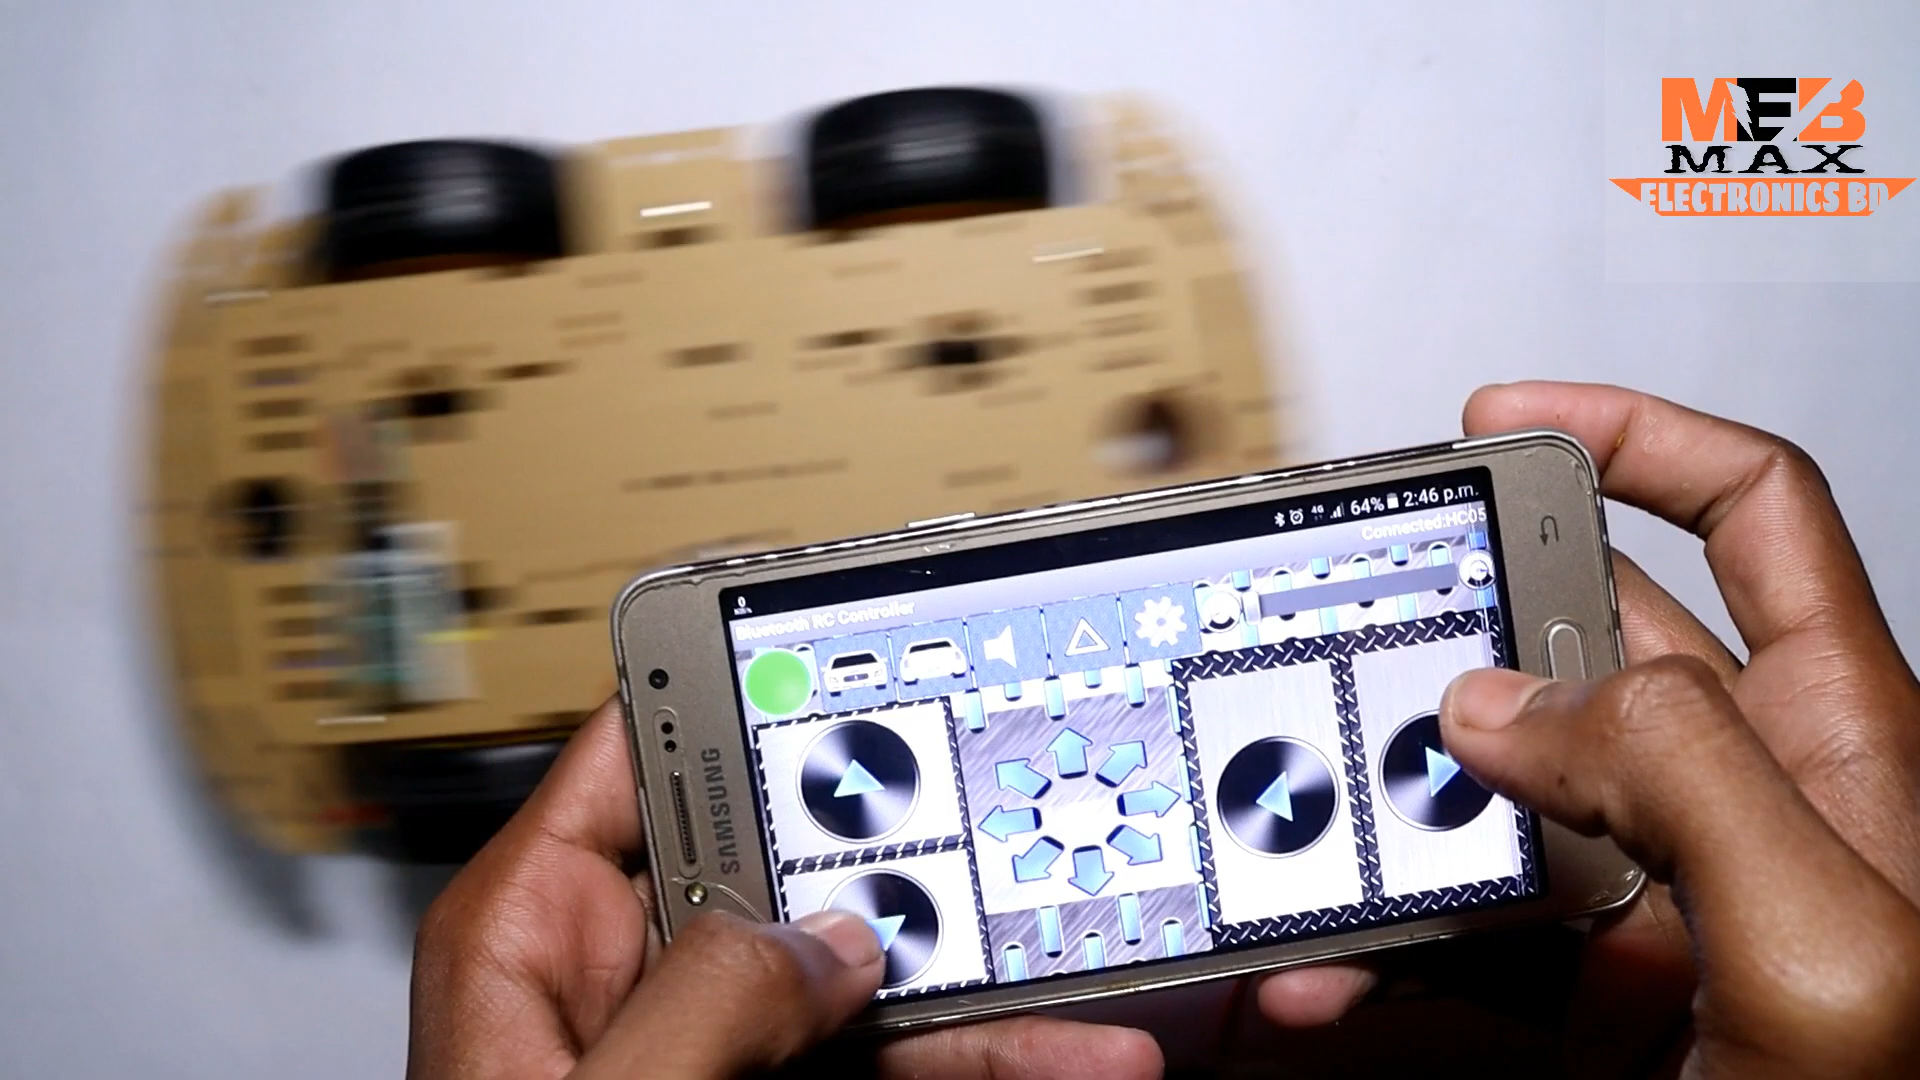 MEB
MAX
ELECTRONICS BD
64% 2:46 p.m.
Connected:HC05
Bluetooth RC Controller
SAMSUNG